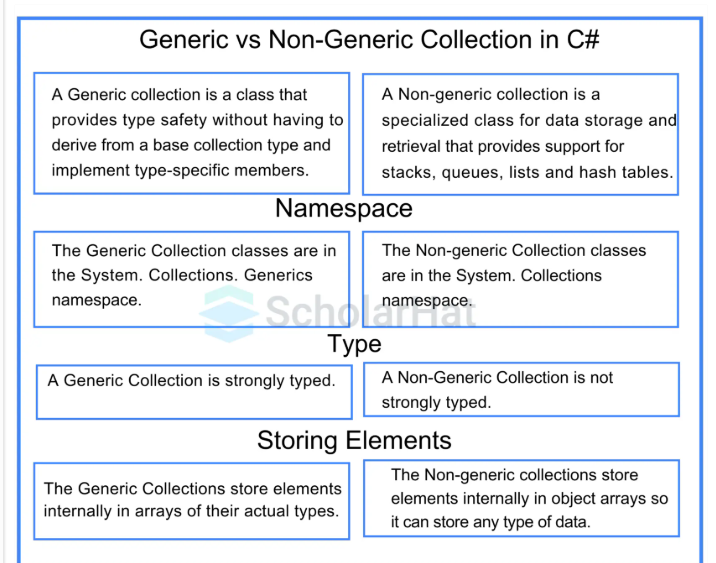 Generic vs Non-Generic Collection in C#
A Generic collection is a class that
provides type safety without having to
derive from a base collection type and
implement type-specific members.
A Non-generic collection is a
specialized class for data storage and
retrieval that provides support for
stacks, queues, lists and hash tables.
Namespace
The Generic Collection classes are in
the System. Collections. Generics
namespace.
The Non-generic Collection classes
are in the System. Collections
namespace.
ScholarHat
Type
A Generic Collection is strongly typed.
A Non-Generic Collection is not
strongly typed.
Storing Elements
The Generic Collections store elements
internally in arrays of their actual types.
The Non-generic collections store
elements internally in object arrays so
it can store any type of data.